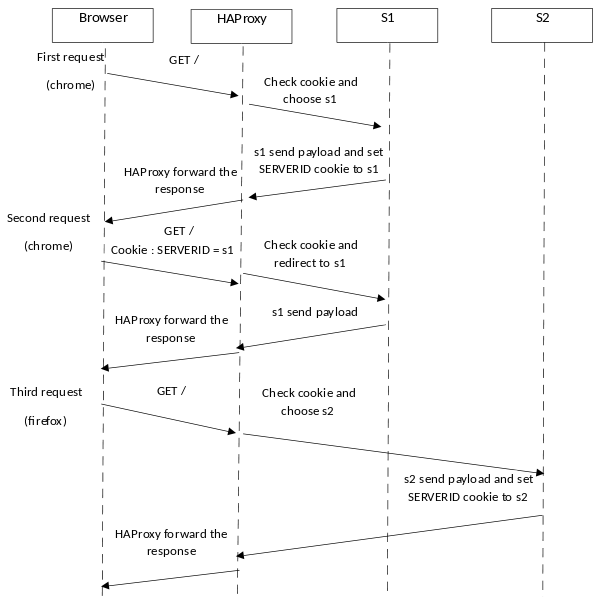 Browser
HAProxy
S1
S2
First request
(chrome)
GET /
Check cookie and
choose s1
s1 send payload and set
SERVERID cookie to s1
HAProxy forward the
response
Second request
(chrome)
GET /
Cookie : SERVERID = s1
Check cookie and
redirect to s1
s1 send payload
HAProxy forward the
response
Third request
(firefox)
GET /
Check cookie and
choose s2
s2 send payload and set
SERVERID cookie to s2
HAProxy forward the
response